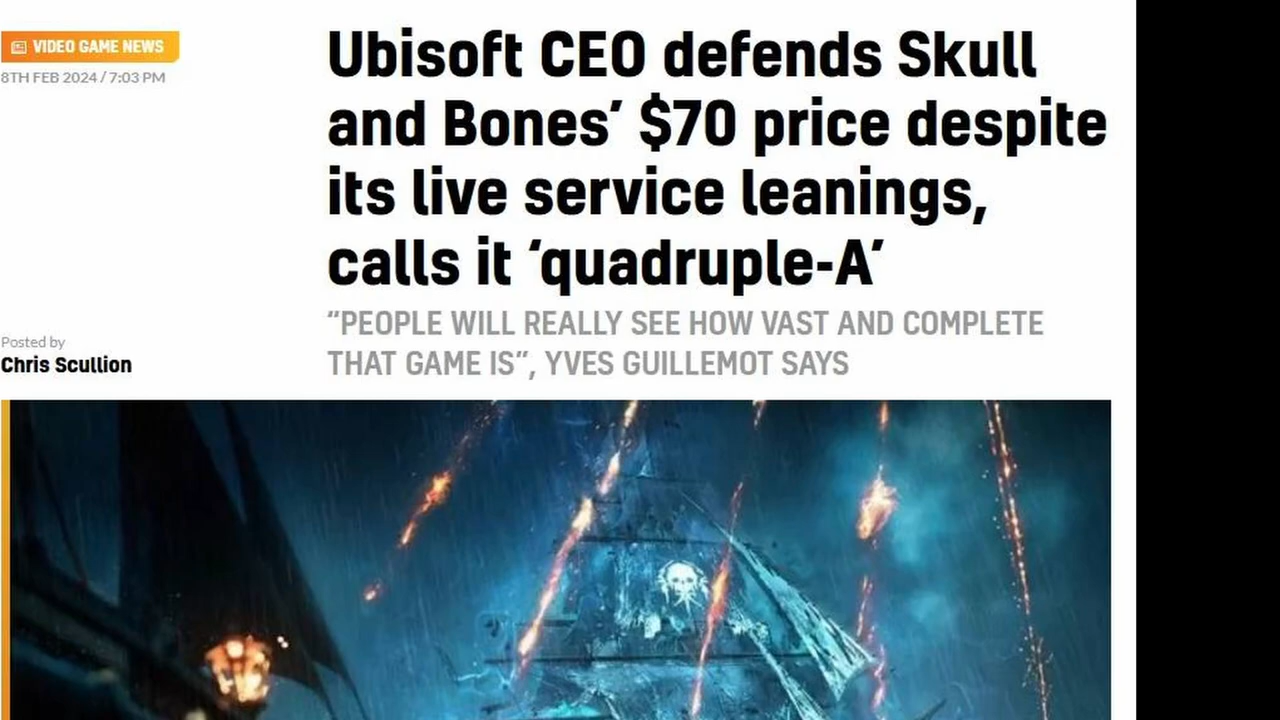 VIDEO GAME NEWS
8TH FEB 2024 / 7:03 PM
Ubisoft CEO defends Skull
and Bones’ $70 price despite
its live service leanings,
calls it ‘quadruple-A’
“PEOPLE WILL REALLY SEE HOW VAST AND COMPLETE
THAT GAME IS”, YVES GUILLEMOT SAYS
Posted by
Chris Scullion